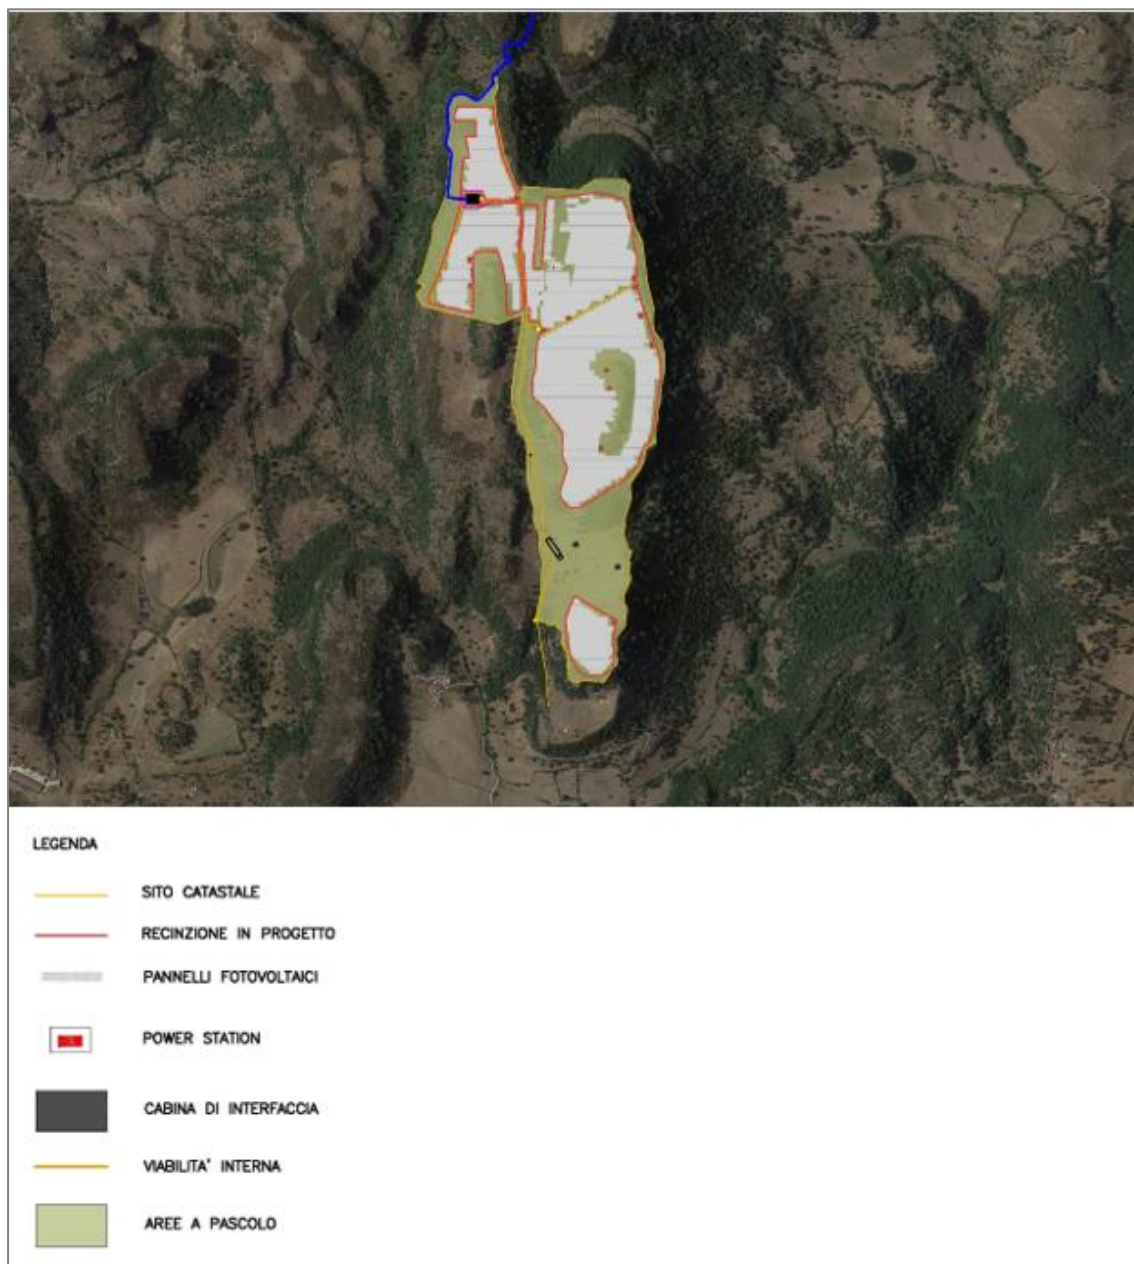 LEGENDA
SITO CATASTALE
RECINZIONE IN PROGETTO
PANNELLI FOTOVOLTAICI
POWER STATION
CABINA DI INTERFACCIA
VIABILITA' INTERNA
AREE A PASCOLO